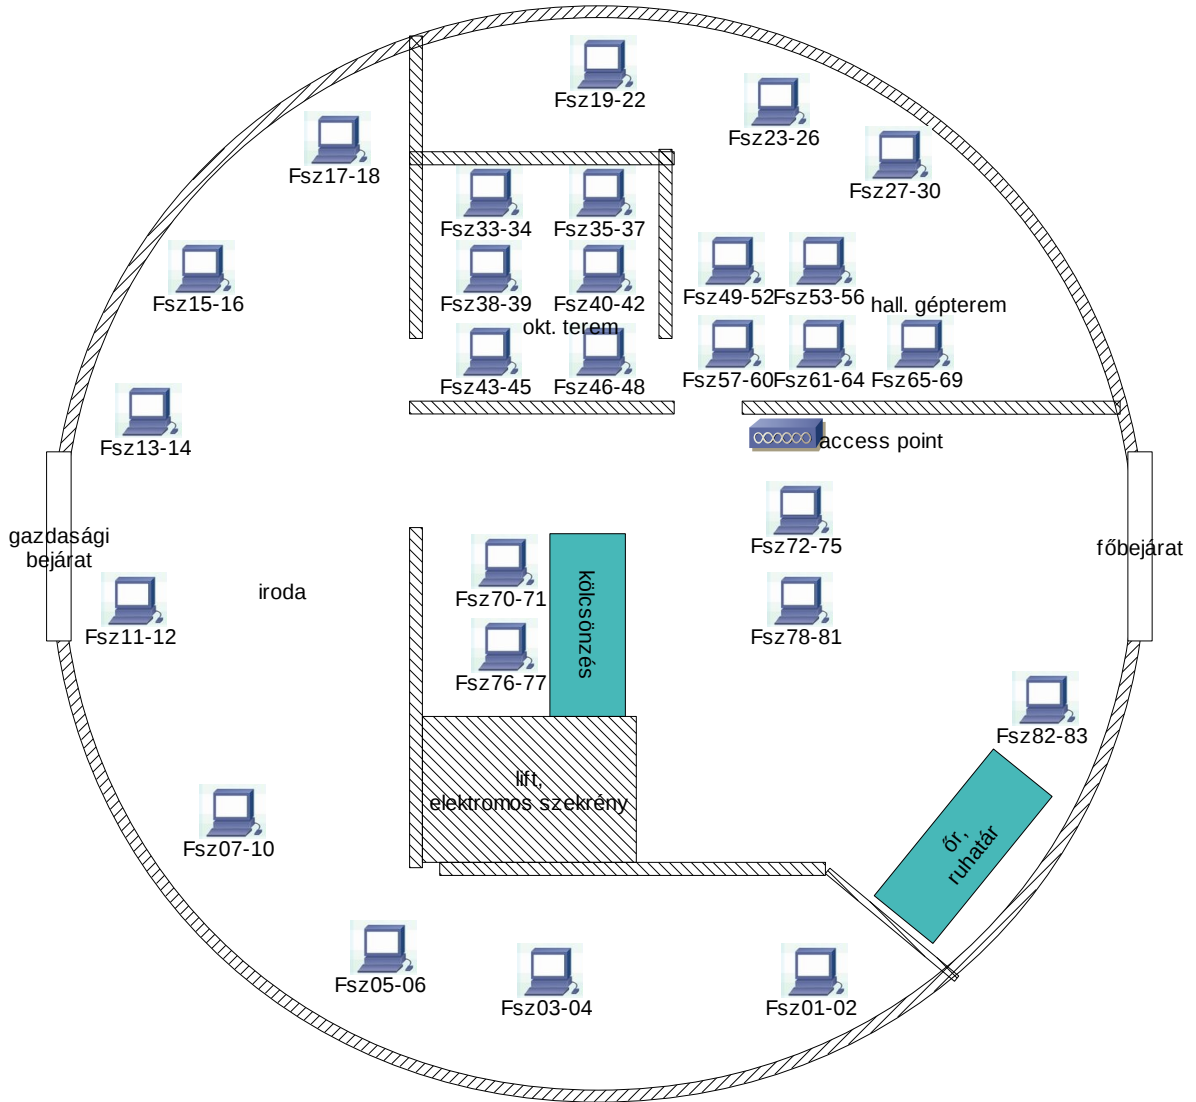 Fsz19-22
Fsz23-26
Fsz17-18
Fsz27-30
Fsz33-34
Fsz35-37
Fsz15-16
Fsz38-39
Fsz40-42
Fsz49-52
Fsz53-56
hall. gépterem
okt. terem
Fsz43-45
Fsz46-48
Fsz57-60
Fsz61-64
Fsz65-69
Fsz13-14
access point
gazdasági
bejárat
Fsz72-75
főbejárat
Fsz11-12
iroda
Fsz70-71
kölcsönzés
Fsz78-81
Fsz76-77
Fsz82-83
lift,
elektromos szekrény
Fsz07-10
őr,
ruhatár
Fsz05-06
Fsz03-04
Fsz01-02